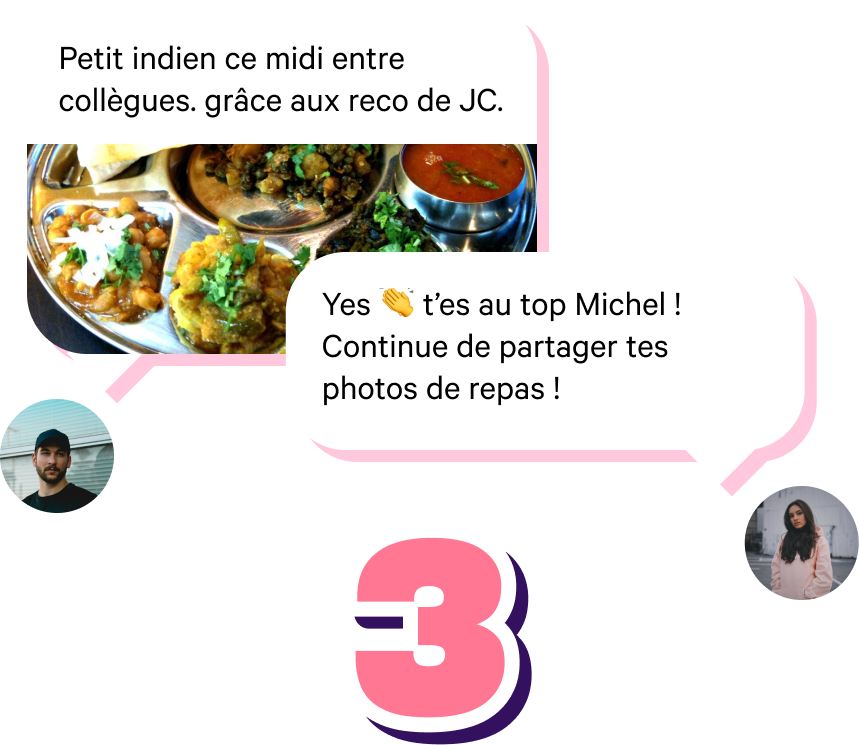 Petit indien ce midi entre
collègues. grâce aux reco de JC.
Yes 👏 t’es au top Michel !
Continue de partager tes
photos de repas !
3